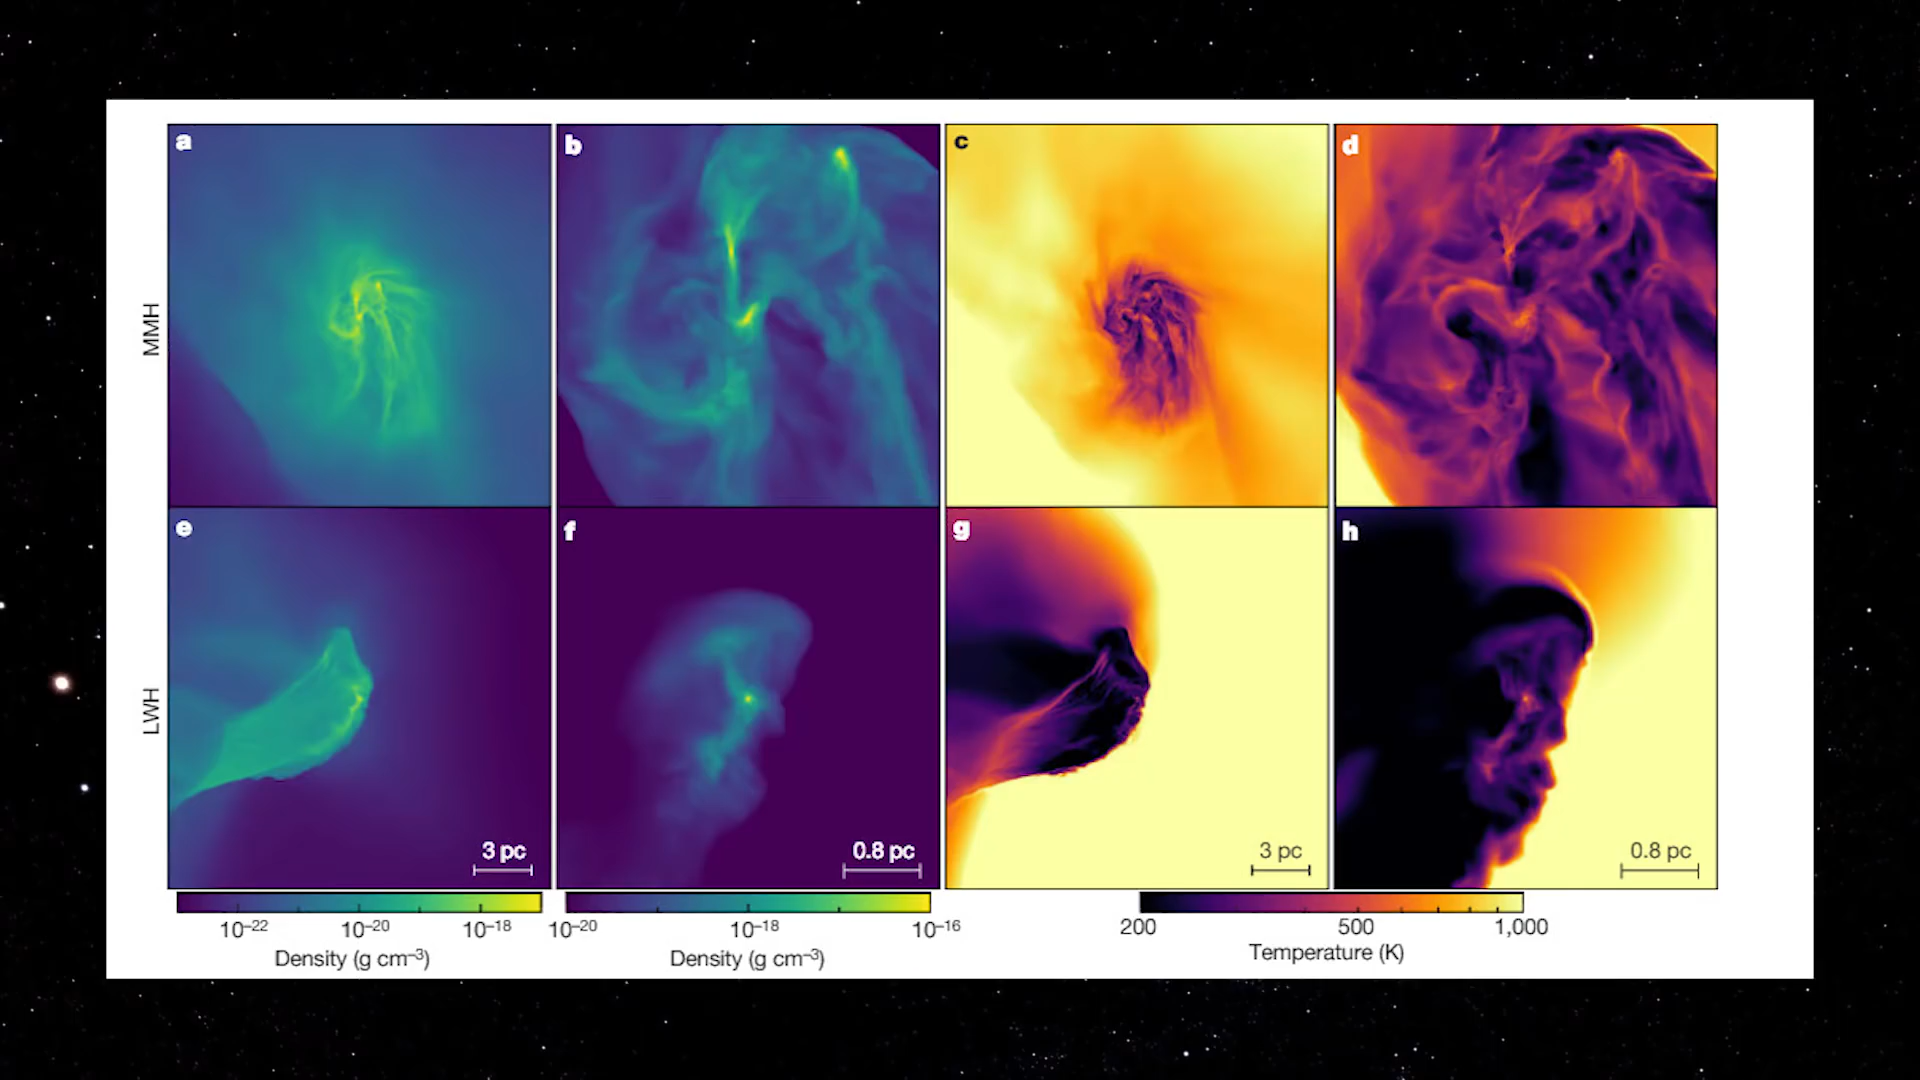 a
b
c
d
MMH
e
f
g
h
LWH
3 pc
0.8 pc
3 pc
0.8 pc
10⁻²² 10⁻²⁰ 10⁻¹⁸
Density (g cm⁻³)
10⁻²⁰ 10⁻¹⁸ 10⁻¹⁶
Density (g cm⁻³)
200 500 1,000
Temperature (K)